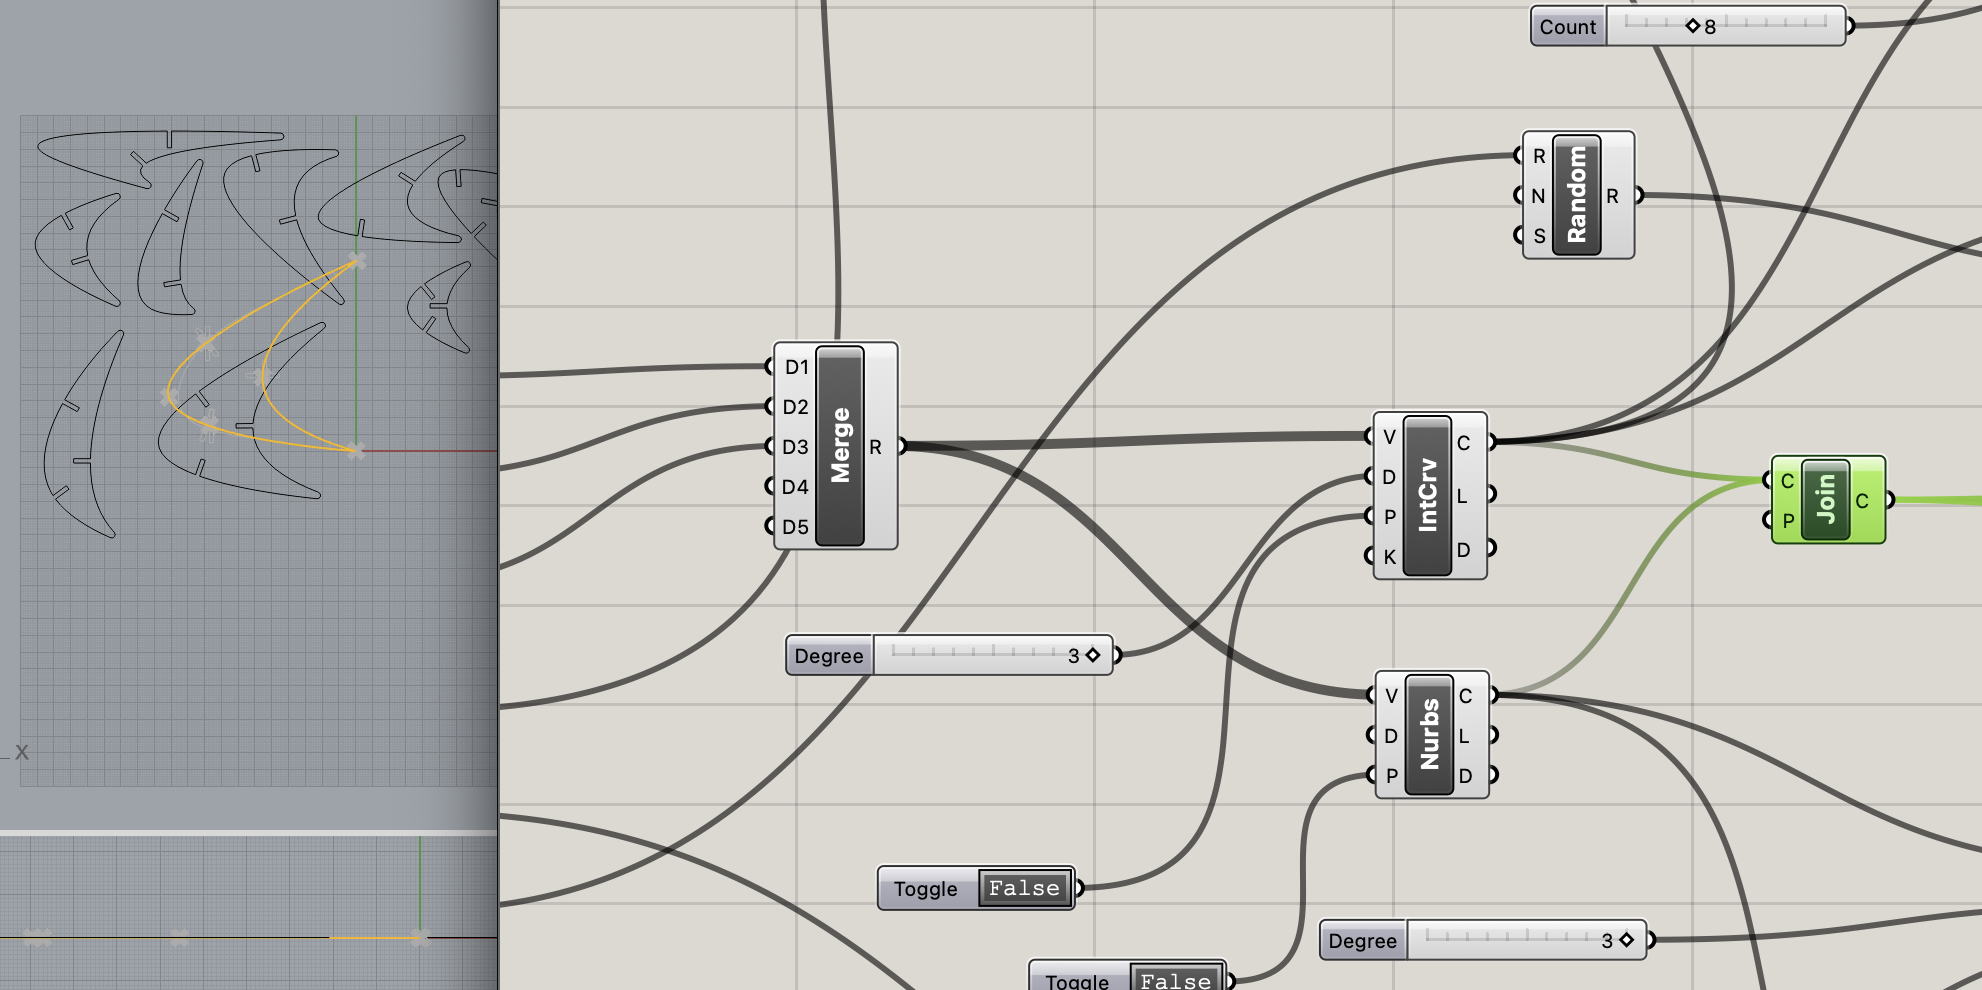 Count 8
R
N
S
Random
R
D1
D2
D3
D4
D5
Merge
R
V
D
P
K
IntCrv
C
L
D
C
P
Join
C
Degree 3
V
D
P
Nurbs
C
L
D
X
Toggle False
Degree 3
Toggle False